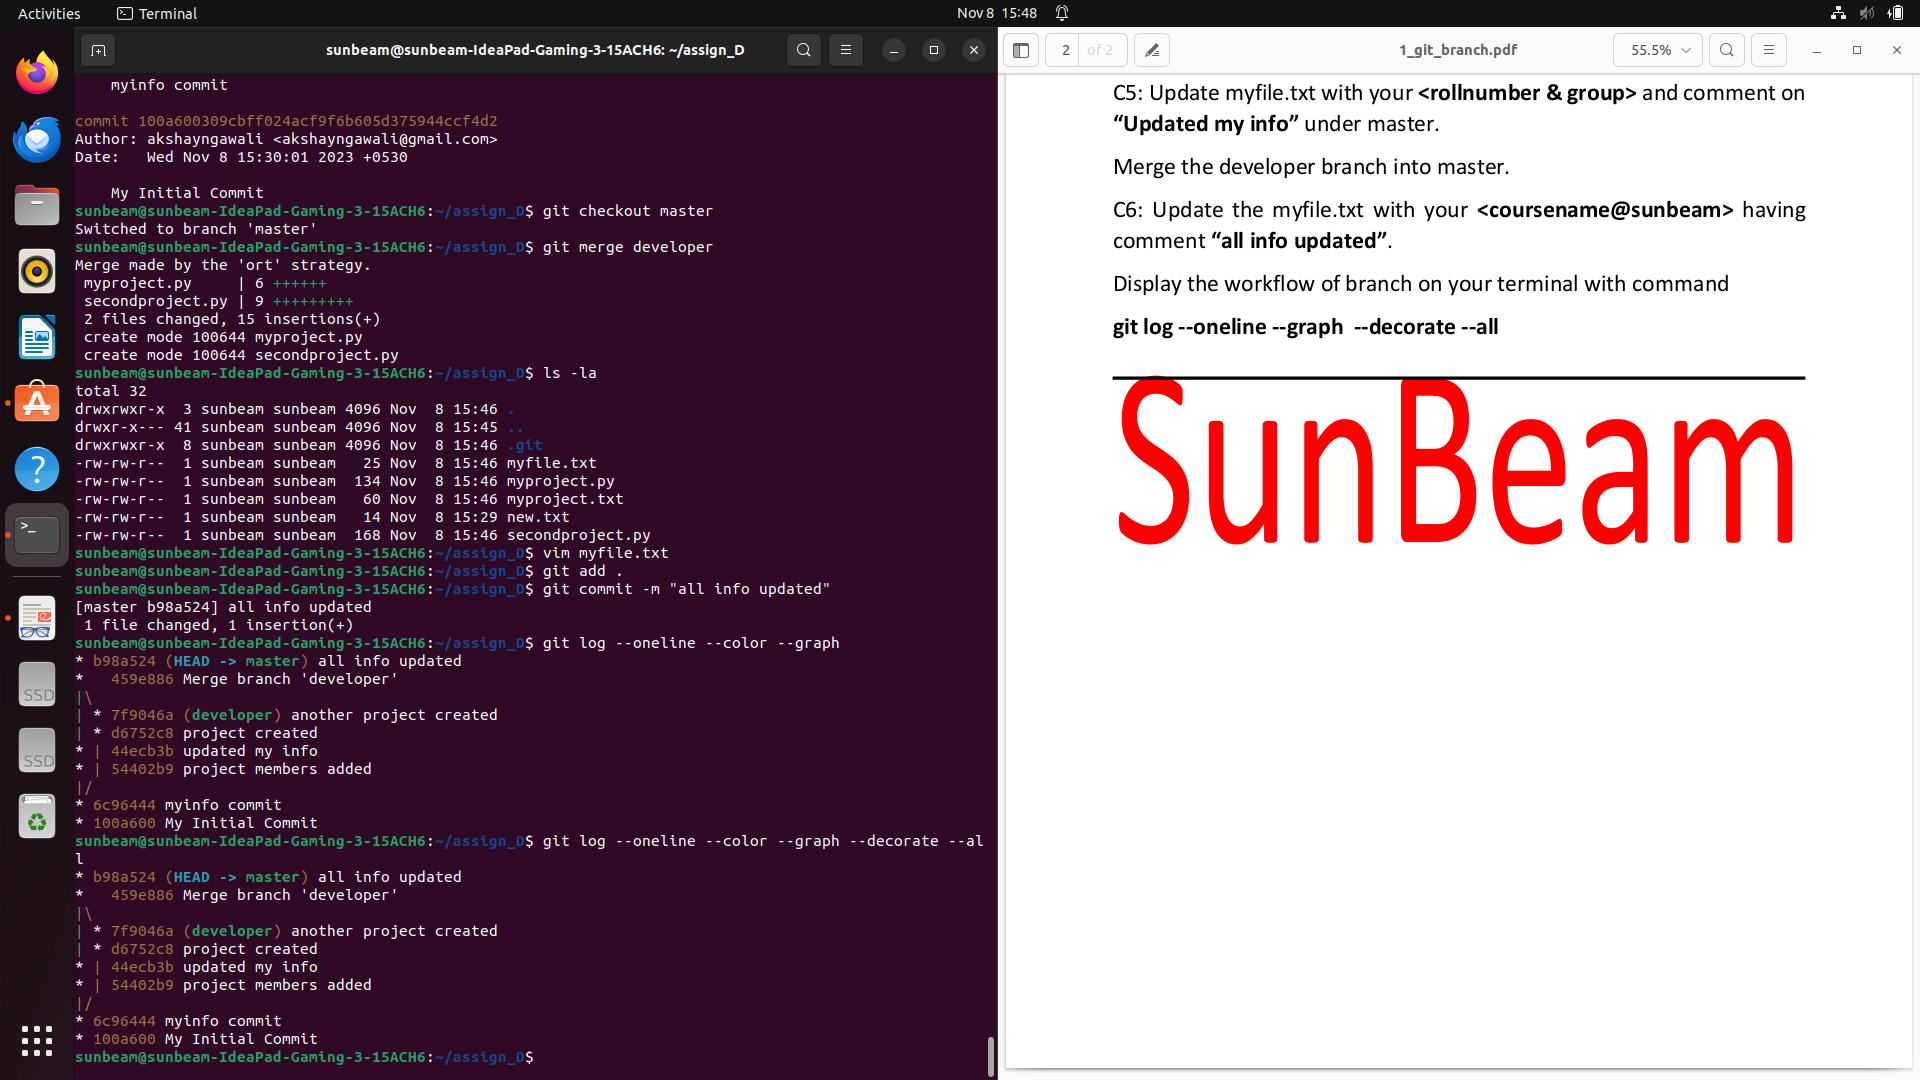 Activities
Terminal
Nov 8 15:48
sunbeam@sunbeam-IdeaPad-Gaming-3-15ACH6: ~/assign_D
myinfo commit
commit 100a600309cbff024acf9f6b605d375944ccf4d2
Author: akshayngawali <akshayngawali@gmail.com>
Date:   Wed Nov 8 15:30:01 2023 +0530
My Initial Commit
sunbeam@sunbeam-IdeaPad-Gaming-3-15ACH6:~/assign_D$ git checkout master
Switched to branch 'master'
sunbeam@sunbeam-IdeaPad-Gaming-3-15ACH6:~/assign_D$ git merge developer
Merge made by the 'ort' strategy.
 myproject.py     | 6 ++++++
 secondproject.py | 9 +++++++++
 2 files changed, 15 insertions(+)
 create mode 100644 myproject.py
 create mode 100644 secondproject.py
sunbeam@sunbeam-IdeaPad-Gaming-3-15ACH6:~/assign_D$ ls -la
total 32
drwxrwxr-x  3 sunbeam sunbeam 4096 Nov  8 15:46 .
drwxr-x--- 41 sunbeam sunbeam 4096 Nov  8 15:45 ..
drwxrwxr-x  8 sunbeam sunbeam 4096 Nov  8 15:46 .git
-rw-rw-r--  1 sunbeam sunbeam   25 Nov  8 15:46 myfile.txt
-rw-rw-r--  1 sunbeam sunbeam  134 Nov  8 15:46 myproject.py
-rw-rw-r--  1 sunbeam sunbeam   60 Nov  8 15:46 myproject.txt
-rw-rw-r--  1 sunbeam sunbeam   14 Nov  8 15:29 new.txt
-rw-rw-r--  1 sunbeam sunbeam  168 Nov  8 15:46 secondproject.py
sunbeam@sunbeam-IdeaPad-Gaming-3-15ACH6:~/assign_D$ vim myfile.txt
sunbeam@sunbeam-IdeaPad-Gaming-3-15ACH6:~/assign_D$ git add .
sunbeam@sunbeam-IdeaPad-Gaming-3-15ACH6:~/assign_D$ git commit -m "all info updated"
[master b98a524] all info updated
 1 file changed, 1 insertion(+)
sunbeam@sunbeam-IdeaPad-Gaming-3-15ACH6:~/assign_D$ git log --oneline --color --graph
* b98a524 (HEAD -> master) all info updated
*   459e886 Merge branch 'developer'
|\
| * 7f9046a (developer) another project created
| * d6752c8 project created
* | 44ecb3b updated my info
* | 54402b9 project members added
|/
* 6c96444 myinfo commit
* 100a600 My Initial Commit
sunbeam@sunbeam-IdeaPad-Gaming-3-15ACH6:~/assign_D$ git log --oneline --color --graph --decorate --al
l
* b98a524 (HEAD -> master) all info updated
*   459e886 Merge branch 'developer'
|\
| * 7f9046a (developer) another project created
| * d6752c8 project created
* | 44ecb3b updated my info
* | 54402b9 project members added
|/
* 6c96444 myinfo commit
* 100a600 My Initial Commit
sunbeam@sunbeam-IdeaPad-Gaming-3-15ACH6:~/assign_D$
SSD
SSD
2 of 2
1_git_branch.pdf
55.5%
C5: Update myfile.txt with your <rollnumber & group> and comment on
“Updated my info” under master.
Merge the developer branch into master.
C6: Update the myfile.txt with your <coursename@sunbeam> having
comment “all info updated”.
Display the workflow of branch on your terminal with command
git log --oneline --graph  --decorate --all
SunBeam